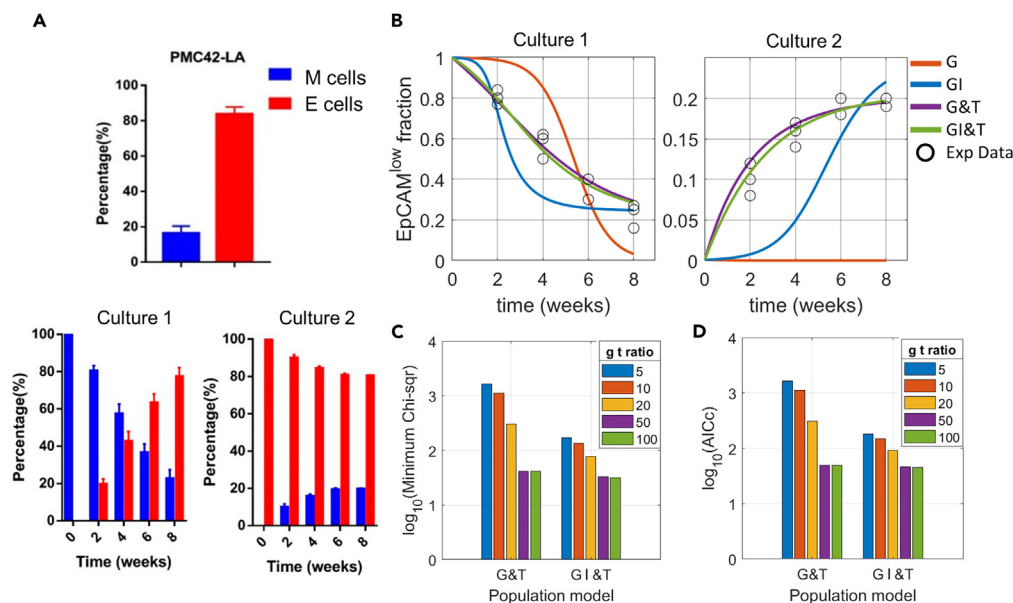 A
PMC42-LA
M cells
E cells
Percentage(%)
100
80
60
40
20
0
Culture 1
Percentage(%)
100
80
60
40
20
0
0 2 4 6 8
Time (weeks)
Culture 2
Percentage(%)
100
80
60
40
20
0
0 2 4 6 8
Time (weeks)
B
Culture 1
EpCAMlow fraction
1
0.8
0.6
0.4
0.2
0
0 2 4 6 8
time (weeks)
Culture 2
0.2
0.15
0.1
0.05
0
0 2 4 6 8
time (weeks)
G
GI
G&T
GI&T
Exp Data
C
log10(Minimum Chi-sqr)
4
3
2
1
0
g t ratio
5
10
20
50
100
G&T G I &T
Population model
D
log10(AICc)
4
3
2
1
0
g t ratio
5
10
20
50
100
G&T G I &T
Population model